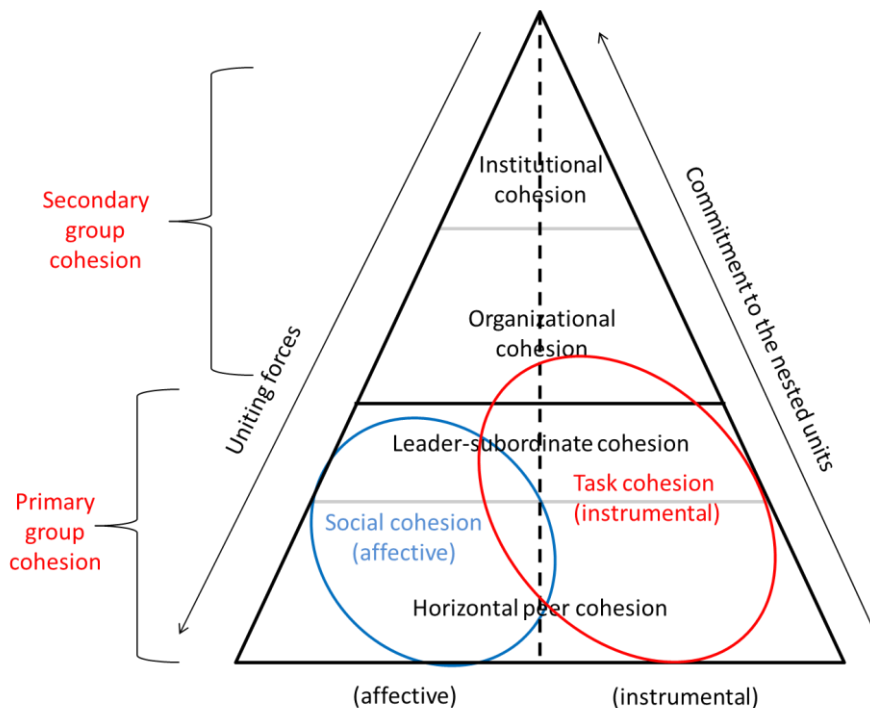 Institutional
cohesion
Secondary
group
cohesion
Organizational
cohesion
Uniting forces
Commitment to the nested units
Leader-subordinate cohesion
Task cohesion
(instrumental)
Primary
group
cohesion
Social cohesion
(affective)
Horizontal peer cohesion
(affective)
(instrumental)